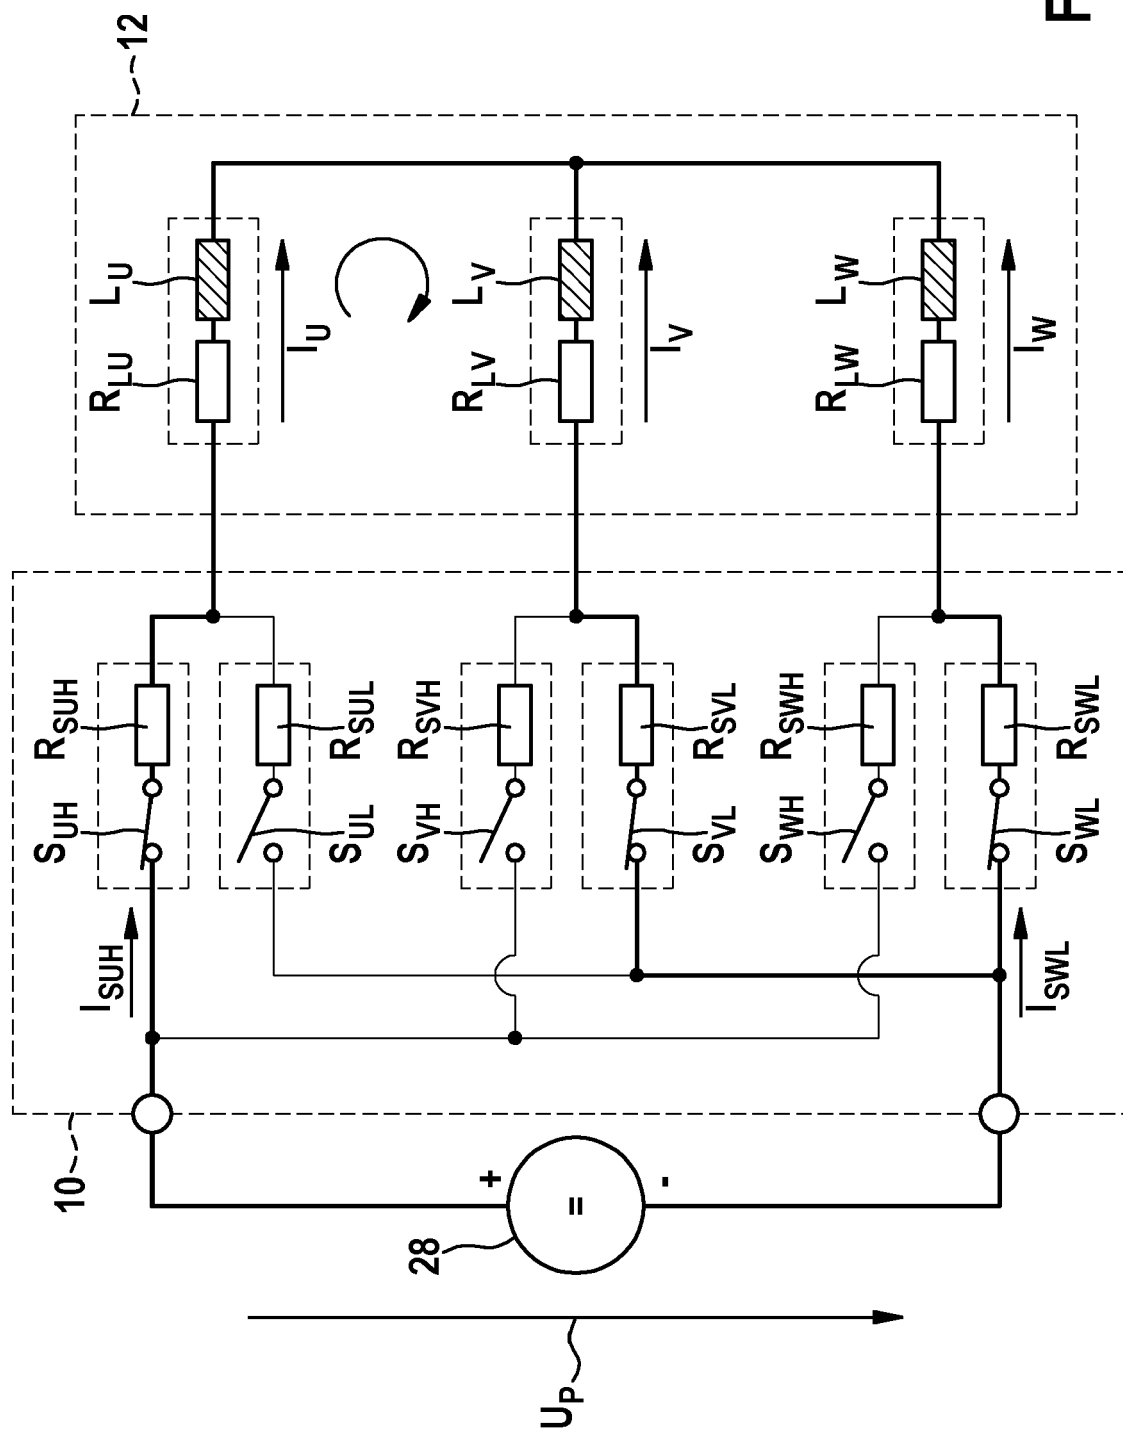 12
F
L_U
R_LU
I_U
L_V
R_LV
I_V
L_W
R_LW
I_W
R_SUH
S_UH
R_SUL
S_UL
R_SVH
S_VH
R_SVL
S_VL
R_SWH
S_WH
R_SWL
S_WL
I_SUH
I_SWL
10
+
=
-
28
U_P